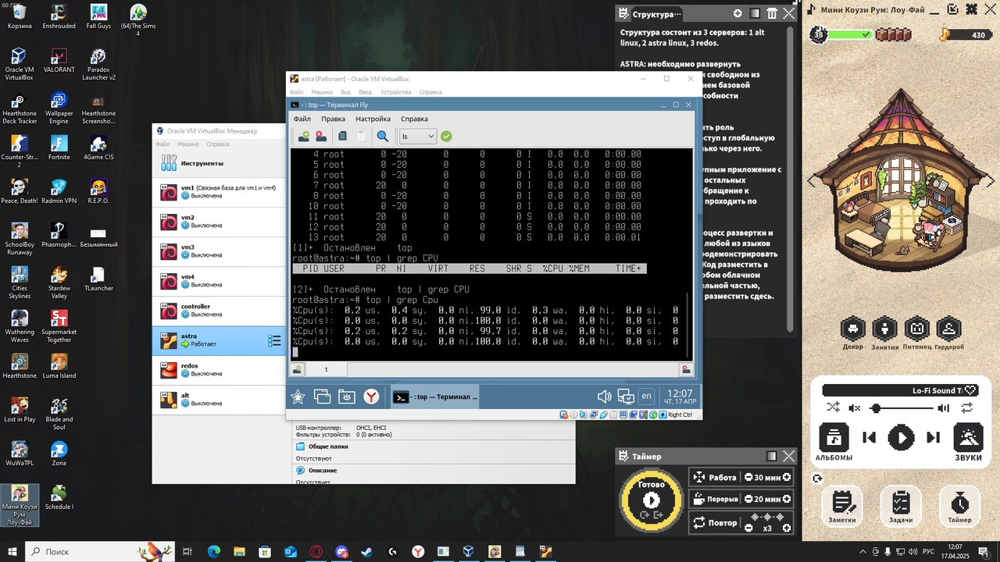 60 FPS
Корзина
Enshrouded
Fall Guys
(64)The Sims 4
Oracle VM VirtualBox
VALORANT
Paradox Launcher v2
Hearthstone Deck Tracker
Wallpaper Engine
Hearthstone Screensho...
Counter-Str...
Fortnite
4Game CIS
Peace, Death!
Radmin VPN
R.E.P.O.
SchoolBoy Runaway
Phasmoph...
Безымянный
Cities Skylines
Stardew Valley
TLauncher
Wuthering Waves
Supermarket Together
Hearthstone
Craftopia
Luma Island
Lords in Play
Blade and Soul
WuWaTPL
Zona
Мини Коузи Рум Лоу-Фай
Schedule I
Oracle VM VirtualBox Менеджер
Файл Машина Справка
Инструменты
vm1 (Связная база для vm1 и vm4)
Выключена
vm2
Выключена
vm3
Выключена
vm4
Выключена
controller
Выключена
astra
Работает
redos
Выключена
alt
Выключена
USB-контроллер: OHCI, EHCI
Фильтры устройств: 0 (0 активно)
Общие папки
Отсутствуют
Описание
Отсутствует
astra [Работает] - Oracle VM VirtualBox
Файл Машина Вид Ввод Устройства Справка
- : top — Терминал Fly
Файл Правка Настройка Справка
ls
4 root 0 -20 0 0 0 I 0,0 0,0 0:00.00
5 root 0 -20 0 0 0 I 0,0 0,0 0:00.00
6 root 0 -20 0 0 0 I 0,0 0,0 0:00.00
7 root 20 0 0 0 0 I 0,0 0,0 0:00.00
8 root 0 -20 0 0 0 I 0,0 0,0 0:00.00
10 root 0 -20 0 0 0 I 0,0 0,0 0:00.00
11 root 20 0 0 0 0 S 0,0 0,0 0:00.00
12 root 20 0 0 0 0 S 0,0 0,0 0:00.00
13 root 20 0 0 0 0 S 0,0 0,0 0:00.01
[1]+ Остановлен top
root@astra:~# top | grep CPU
PID USER PR NI VIRT RES SHR S %CPU %MEM TIME+
[2]+ Остановлен top | grep CPU
root@astra:~# top | grep Cpu
%Cpu(s): 0,2 us, 0,4 sy, 0,0 ni, 99,0 id, 0,3 wa, 0,0 hi, 0,0 si, 0
%Cpu(s): 0,0 us, 0,0 sy, 0,0 ni,100,0 id, 0,0 wa, 0,0 hi, 0,0 si, 0
%Cpu(s): 0,2 us, 0,2 sy, 0,0 ni, 99,7 id, 0,0 wa, 0,0 hi, 0,0 si, 0
%Cpu(s): 0,0 us, 0,0 sy, 0,0 ni,100,0 id, 0,0 wa, 0,0 hi, 0,0 si, 0
1
- : top — Терминал ...
en
12:07
ЧТ, 17 АПР
Right Ctrl
Структура...
Структура состоит из 3 серверов: 1 alt
linux, 2 astra linux, 3 redos.
ASTRA: необходимо развернуть
свободном из
ием базовой
собности
ать роль
оступ в глобальную
лько через него.
упным приложение с
остальных
бращение к
проходить по
оцесс развертки и
любой из языков
родемонстрировать
Код разместить в
бом облачном
ельной частью,
разместить здесь.
Таймер
Готово
Работа 30 мин
Перерыв 20 мин
Повтор x3
Мини Коузи Рум: Лоу-Фай
38
430
Декор Занятия Питомец Гардероб
Lo-Fi Sound T
АЛЬБОМЫ
ЗВУКИ
Заметки Задачи Таймер
Поиск
РУС
12:07
17.04.2025
1